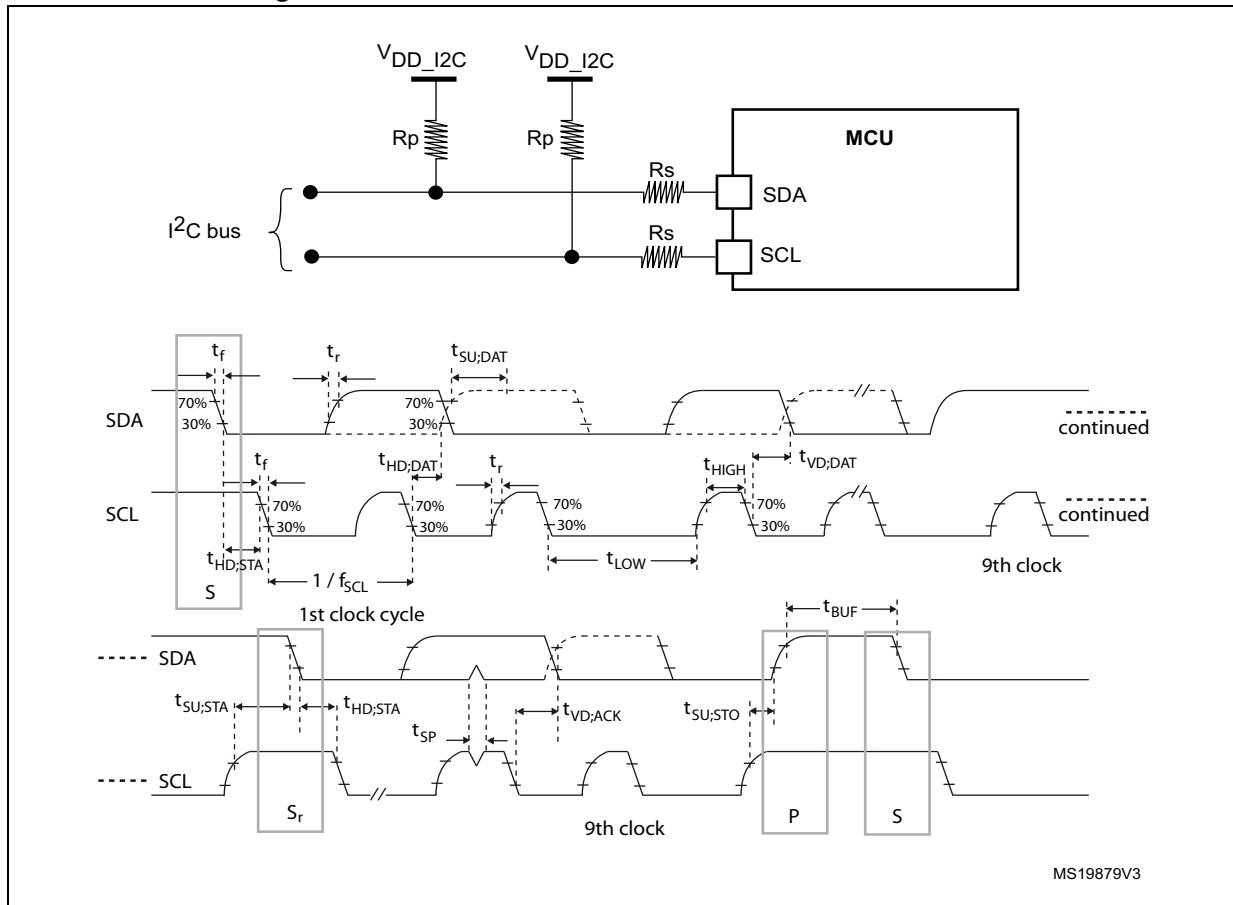 V_DD_I2C V_DD_I2C
Rp Rp MCU
Rs
SDA
I²C bus
Rs
SCL
t_f t_r t_SU;DAT
70% 70%
SDA
30% 30%
continued
t_HD;DAT t_VD;DAT
t_f t_r t_HIGH
70% 70% 70% 70%
SCL
30% 30% 30% 30%
continued
t_HD;STA t_LOW 9th clock
S 1 / f_SCL
1st clock cycle
t_BUF
SDA
t_SU;STA t_HD;STA t_SP t_VD;ACK t_SU;STO
SCL
S_r 9th clock P S
MS19879V3